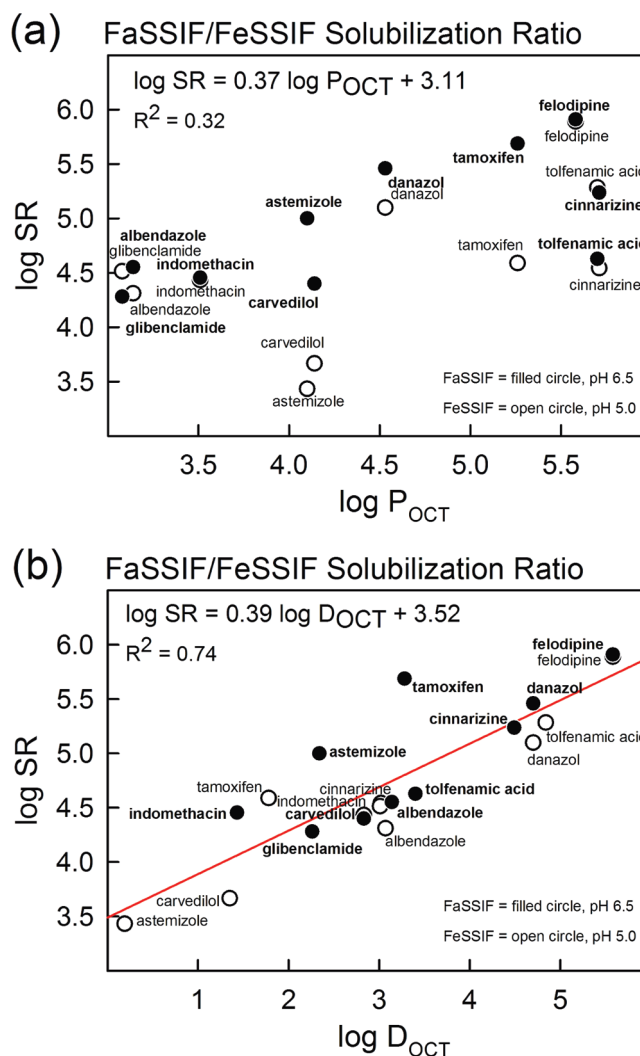 (a) FaSSIF/FeSSIF Solubilization Ratio
log SR = 0.37 log P_OCT + 3.11
R² = 0.32
6.0
5.5
5.0
4.5
4.0
3.5
log SR
felodipine
felodipine
tamoxifen
danazol
danazol
tolfenamic acid
cinnarizine
astemizole
albendazole
glibenclamide
indomethacin
indomethacin
albendazole
glibenclamide
carvedilol
tamoxifen
tolfenamic acid
cinnarizine
carvedilol
astemizole
FaSSIF = filled circle, pH 6.5
FeSSIF = open circle, pH 5.0
3.5 4.0 4.5 5.0 5.5
log P_OCT
(b) FaSSIF/FeSSIF Solubilization Ratio
log SR = 0.39 log D_OCT + 3.52
R² = 0.74
6.0
5.5
5.0
4.5
4.0
3.5
log SR
felodipine
felodipine
tamoxifen
danazol
cinnarizine
tolfenamic acid
danazol
astemizole
tamoxifen
cinnarizine
indomethacin
tolfenamic acid
indomethacin
carvedilol
albendazole
glibenclamide
albendazole
carvedilol
astemizole
FaSSIF = filled circle, pH 6.5
FeSSIF = open circle, pH 5.0
1 2 3 4 5
log D_OCT